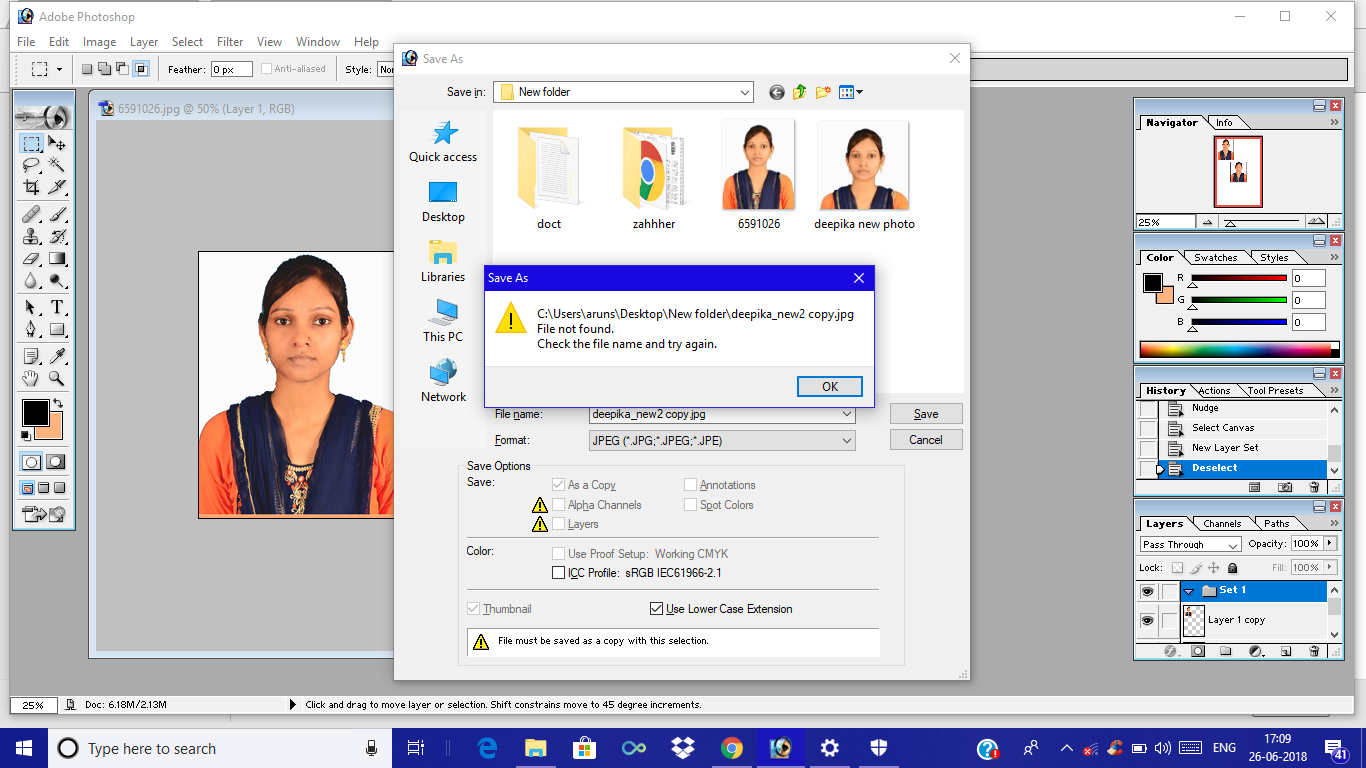 Adobe Photoshop
File Edit Image Layer Select Filter View Window Help
Feather: 0 px Anti-aliased Style:
6591026.jpg @ 50% (Layer 1, RGB)
Save As
Save in: New folder
Quick access
Desktop
Libraries
This PC
Network
doct zahhher 6591026 deepika new photo
Save As
C:\Users\aruns\Desktop\New folder\deepika_new2 copy.jpg
File not found.
Check the file name and try again.
OK
File name: deepika_new2 copy.jpg Save
Format: JPEG (*.JPG;*.JPEG;*.JPE) Cancel
Save Options
Save: As a Copy Annotations
Alpha Channels Spot Colors
Layers
Color: Use Proof Setup: Working CMYK
ICC Profile: sRGB IEC61966-2.1
Thumbnail Use Lower Case Extension
File must be saved as a copy with this selection.
Navigator Info
25%
Color Swatches Styles
R 0
G 0
B 0
History Actions Tool Presets
Nudge
Select Canvas
New Layer Set
Deselect
Layers Channels Paths
Pass Through Opacity: 100%
Lock: Fill: 100%
Set 1
Layer 1 copy
25% Doc: 6.18M/2.13M Click and drag to move layer or selection. Shift constrains move to 45 degree increments.
Type here to search
ENG
17:09
26-06-2018
41